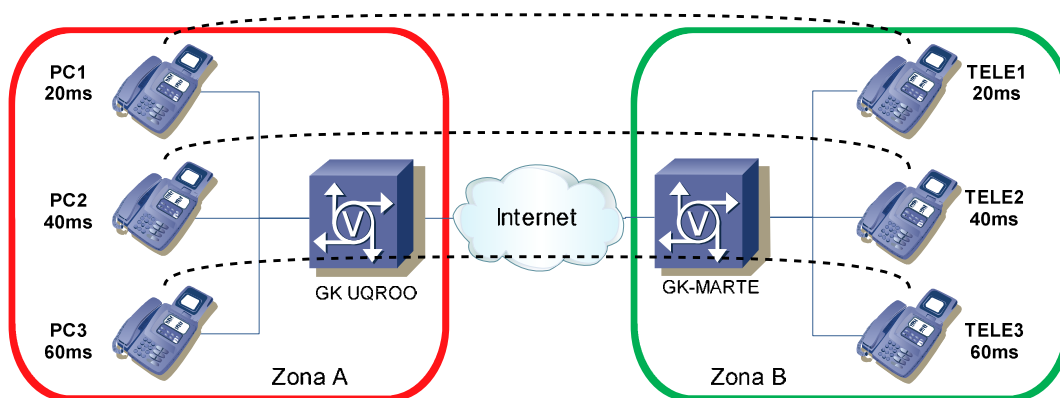 PC1
20ms
PC2
40ms
PC3
60ms
GK UQROO
Zona A
Internet
GK-MARTE
Zona B
TELE1
20ms
TELE2
40ms
TELE3
60ms
V
V